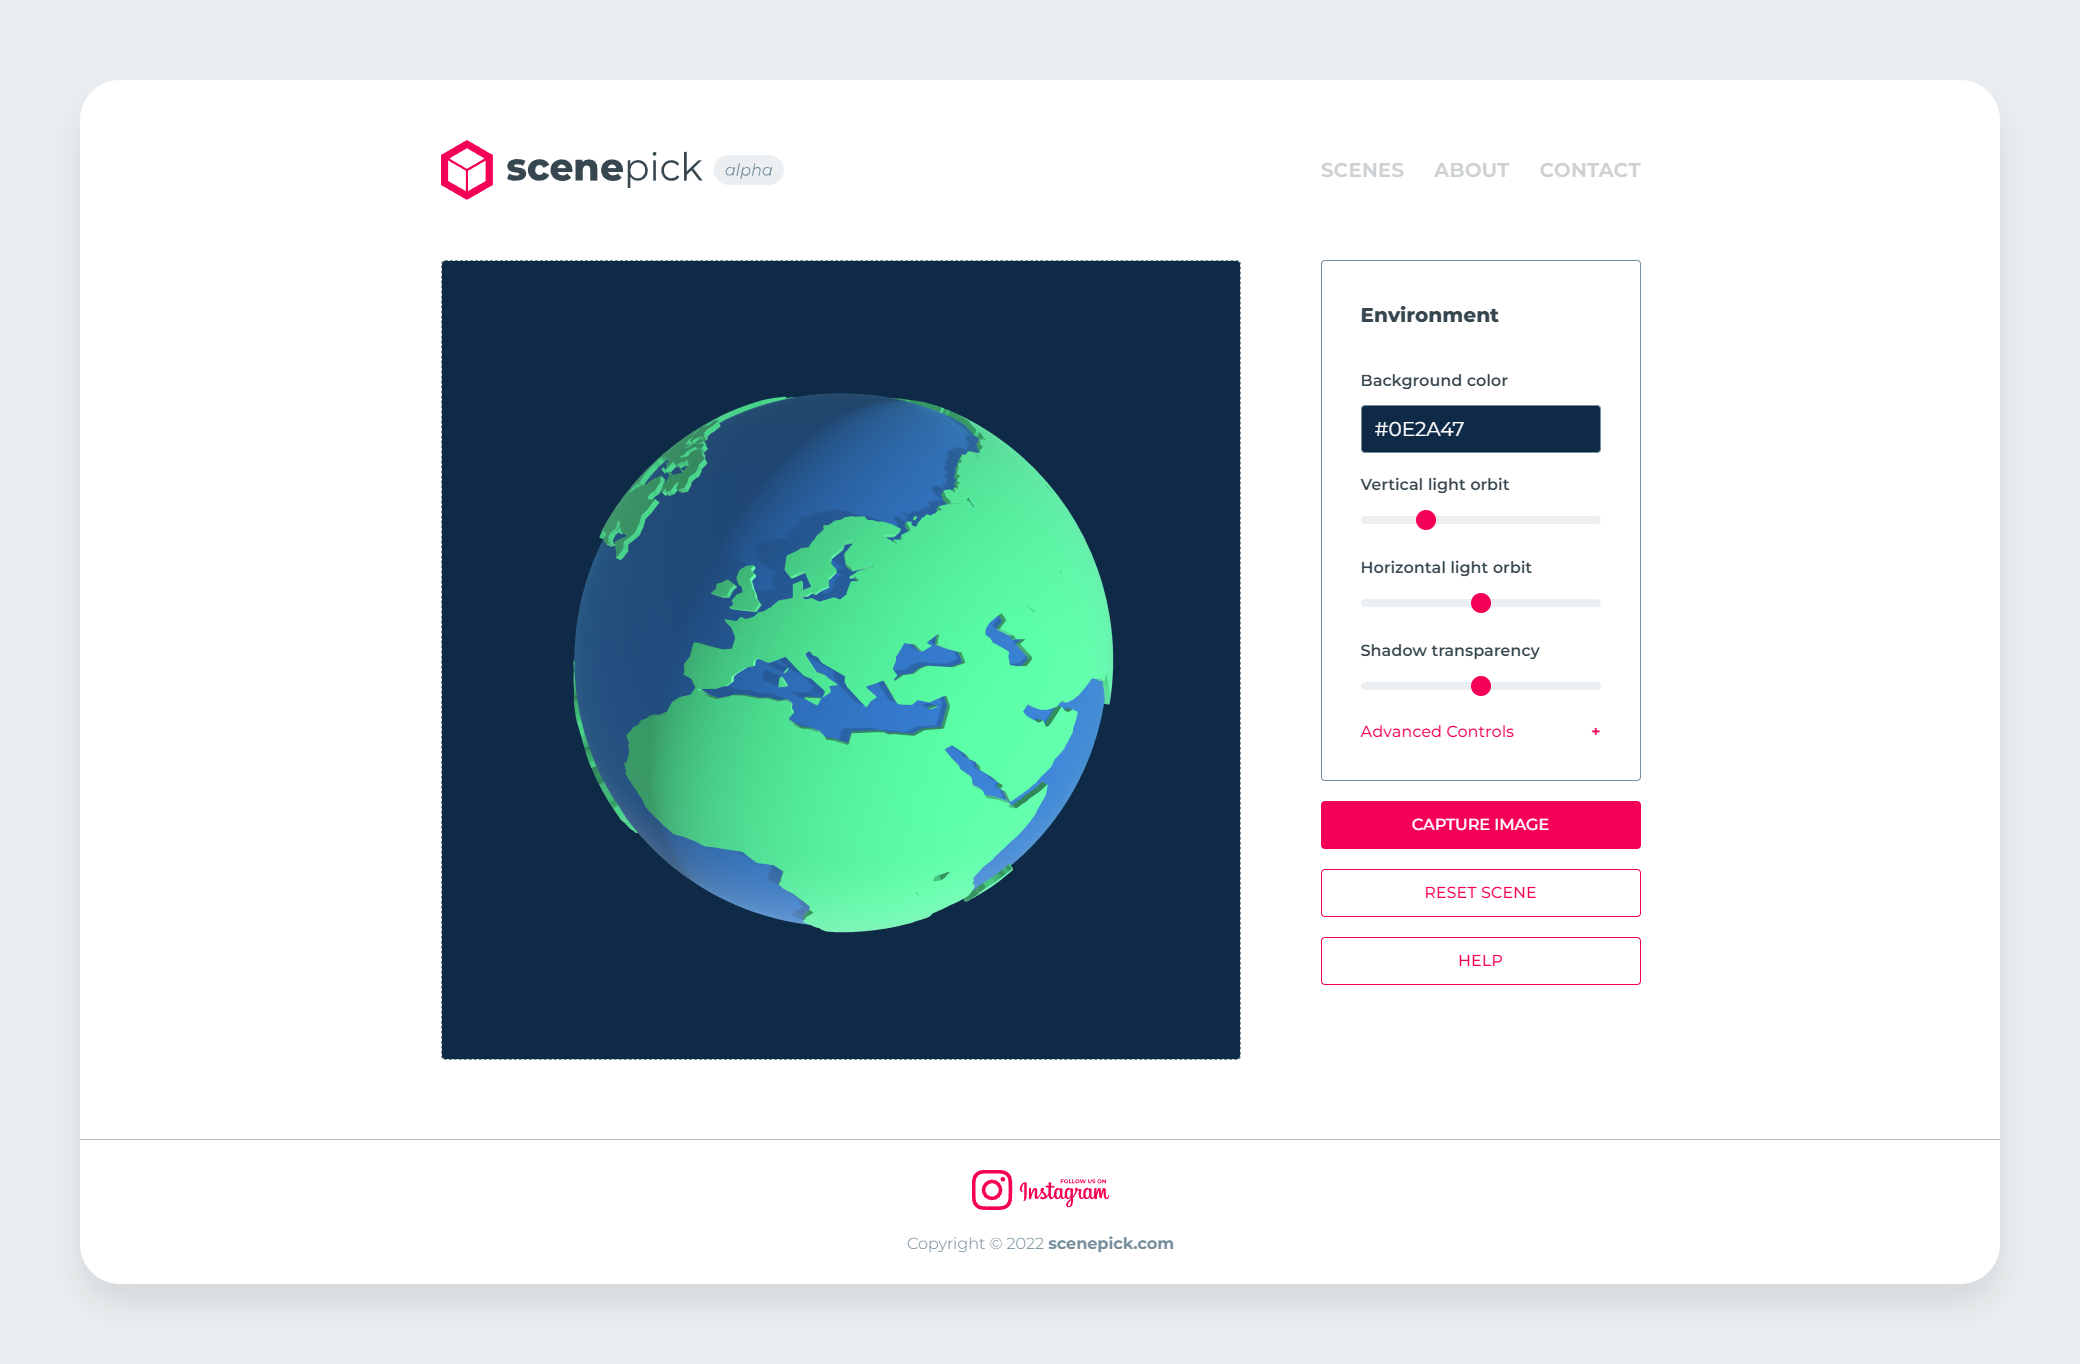 scenepick alpha
SCENES ABOUT CONTACT
Environment
Background color
#0E2A47
Vertical light orbit
Horizontal light orbit
Shadow transparency
Advanced Controls +
CAPTURE IMAGE
RESET SCENE
HELP
FOLLOW US ON
Instagram
Copyright © 2022 scenepick.com